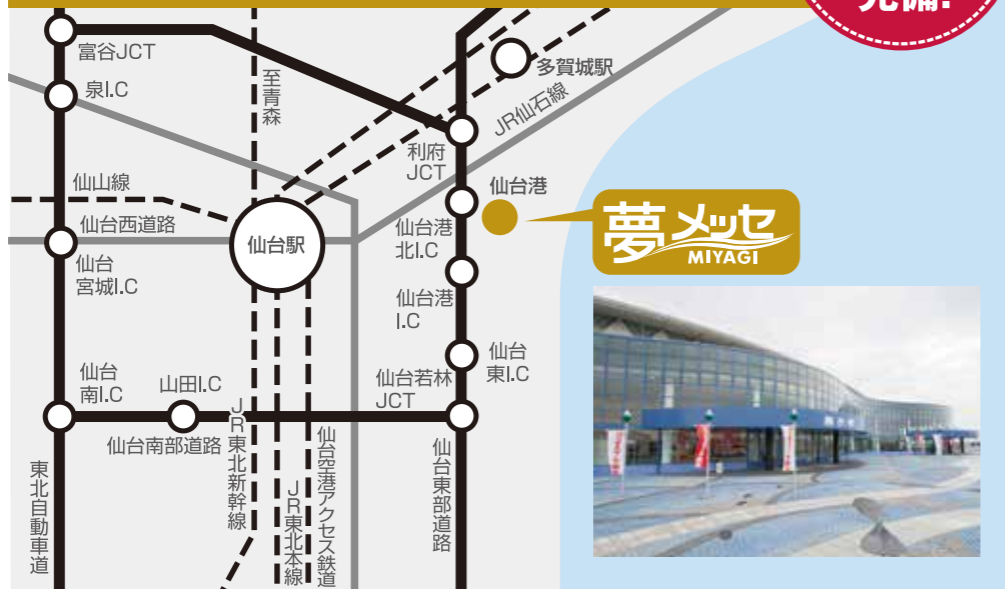 完備!
富谷JCT
泉I.C
至青森
多賀城駅
JR仙石線
利府
JCT
仙山線
仙台港
仙台西道路
仙台駅
仙台港
北I.C
夢メッセ
MIYAGI
仙台
宮城I.C
仙台港
I.C
仙台
東I.C
仙台
南I.C
山田I.C
仙台若林
JCT
仙台南部道路
東北自動車道
JR東北新幹線
JR東北本線
仙台空港アクセス鉄道
仙台東部道路